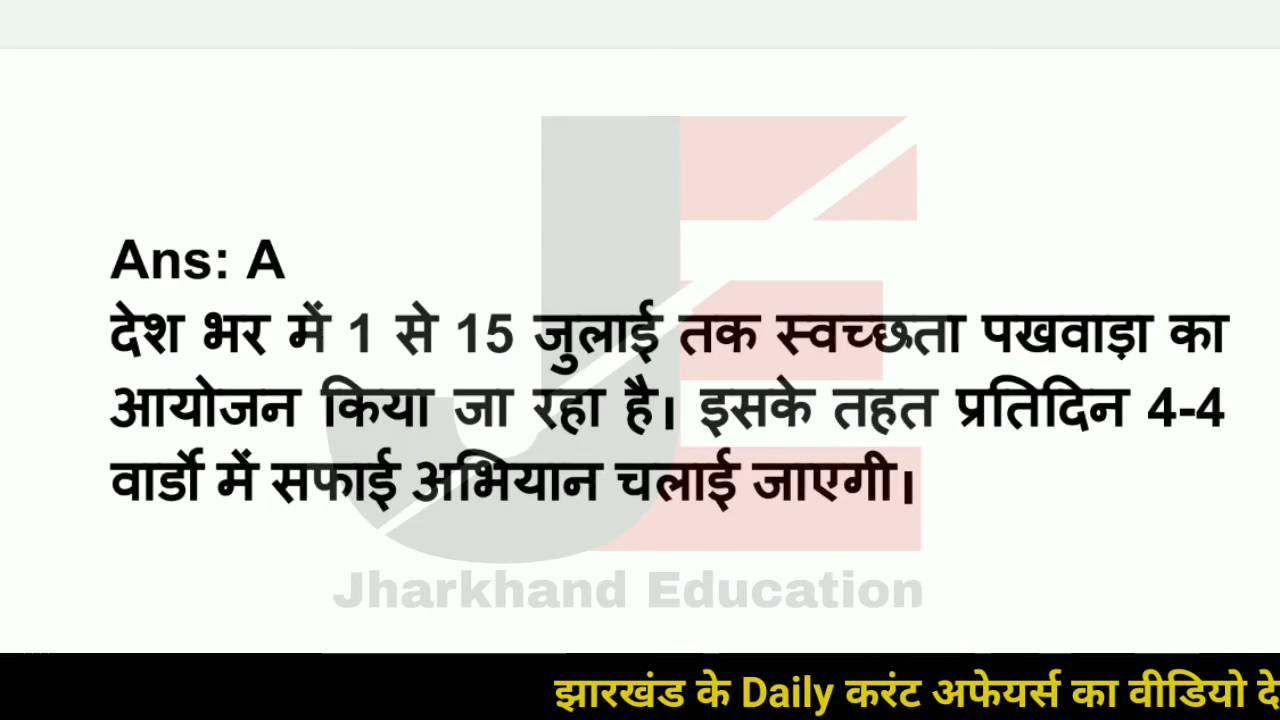 Ans: A
देश भर में 1 से 15 जुलाई तक स्वच्छता पखवाड़ा का
आयोजन किया जा रहा है। इसके तहत प्रतिदिन 4-4
वार्डो में सफाई अभियान चलाई जाएगी।
JE
Jharkhand Education
झारखंड के Daily करंट अफेयर्स का वीडियो दे